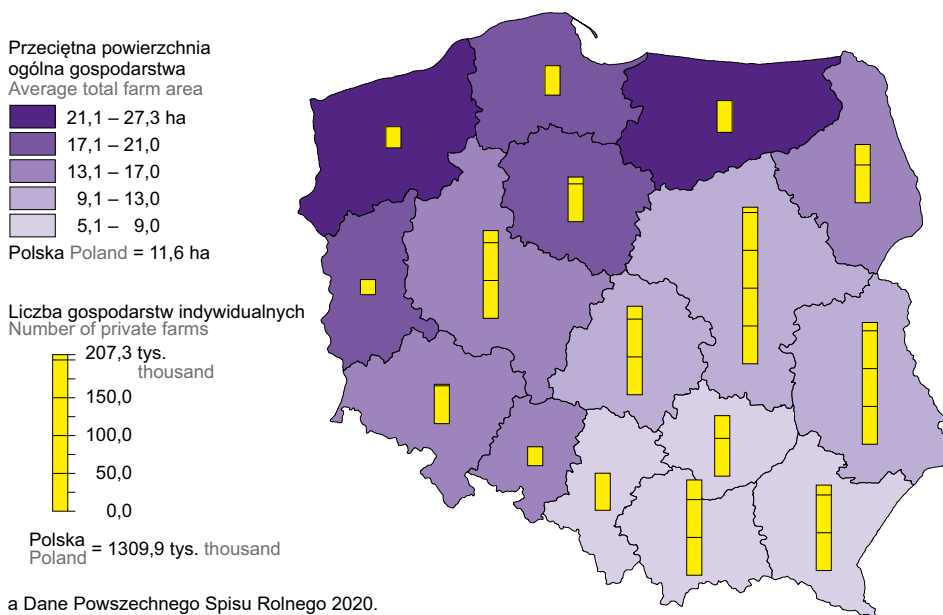 Przeciętna powierzchnia
ogólna gospodarstwa
Average total farm area
21,1 – 27,3 ha
17,1 – 21,0
13,1 – 17,0
9,1 – 13,0
5,1 – 9,0
Polska Poland = 11,6 ha
Liczba gospodarstw indywidualnych
Number of private farms
207,3 tys.
thousand
150,0
100,0
50,0
0,0
Polska
Poland = 1309,9 tys. thousand
a Dane Powszechnego Spisu Rolnego 2020.